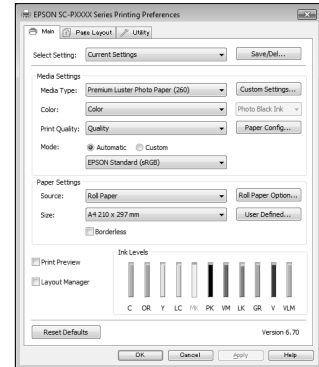 EPSON SC-PXXXX Series Printing Preferences
Main Page Layout Utility
Select Setting: Current Settings Save/Del...
Media Settings
Media Type: Premium Luster Photo Paper (260) Custom Settings...
Color: Color Photo Black Ink
Print Quality: Quality Paper Config...
Mode: Automatic Custom
EPSON Standard (sRGB)
Paper Settings
Source: Roll Paper Roll Paper Option...
Size: A4 210 x 297 mm User Defined...
Borderless
Ink Levels
Print Preview
Layout Manager
C OR Y LC MK PK VM LK GR V VLM
Reset Defaults Version 6.70
OK Cancel Apply Help